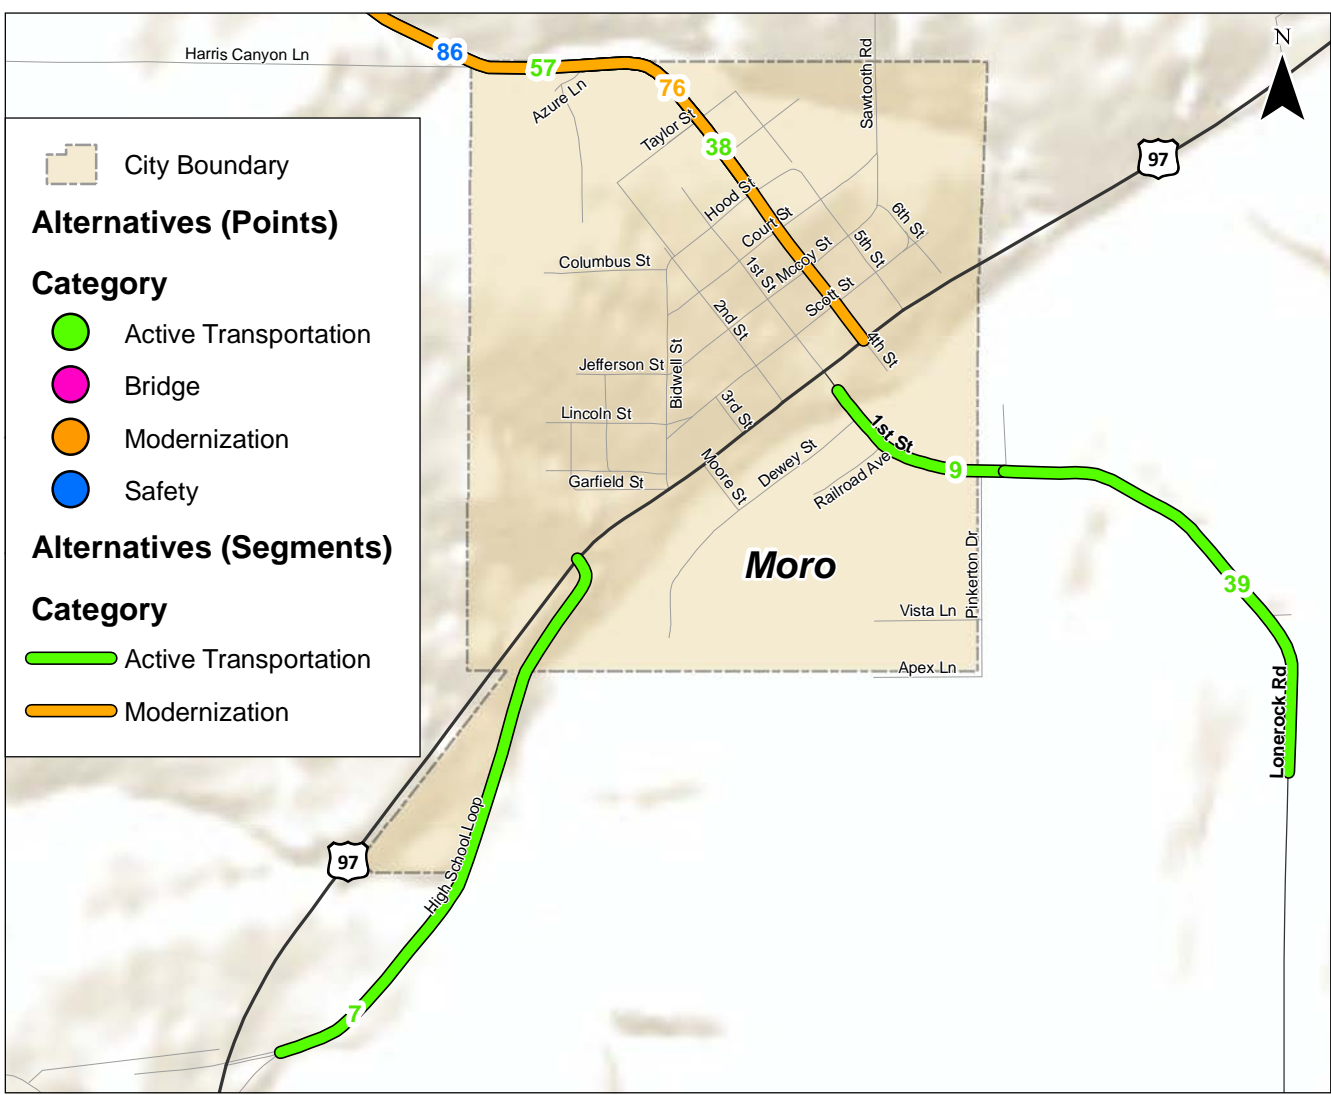 Harris Canyon Ln
86
57
76
38
Azure Ln
Taylor St
Sawtooth Rd
N
97
City Boundary
Alternatives (Points)
Category
Active Transportation
Bridge
Modernization
Safety
Alternatives (Segments)
Category
Active Transportation
Modernization
Hood St
Court St
Mccoy St
Scott St
6th St
5th St
4th St
1st St
2nd St
3rd St
Columbus St
Jefferson St
Bidwell St
Lincoln St
Garfield St
Moore St
Dewey St
Railroad Ave
1st St
9
39
Moro
Pinkerton Dr
Vista Ln
Apex Ln
Lonerock Rd
97
High School Loop
7